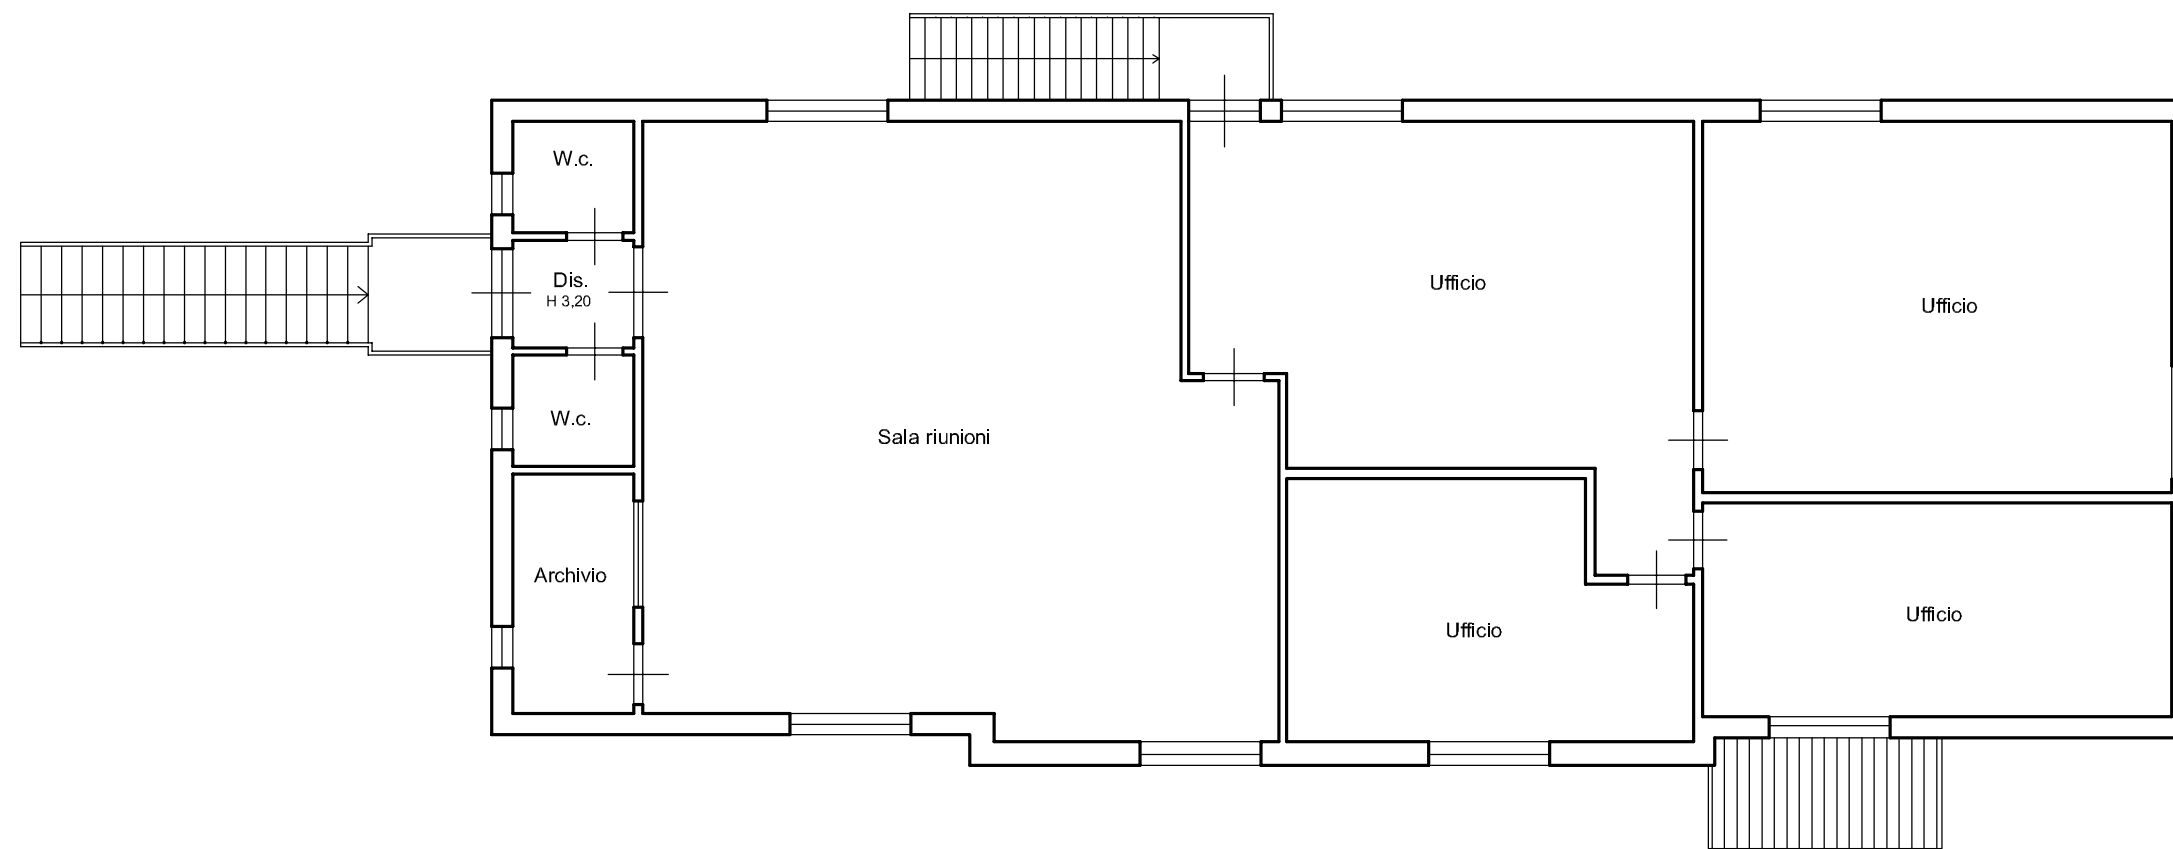 W.c.
Dis.
H 3,20
Ufficio
Ufficio
W.c.
Sala riunioni
Archivio
Ufficio
Ufficio